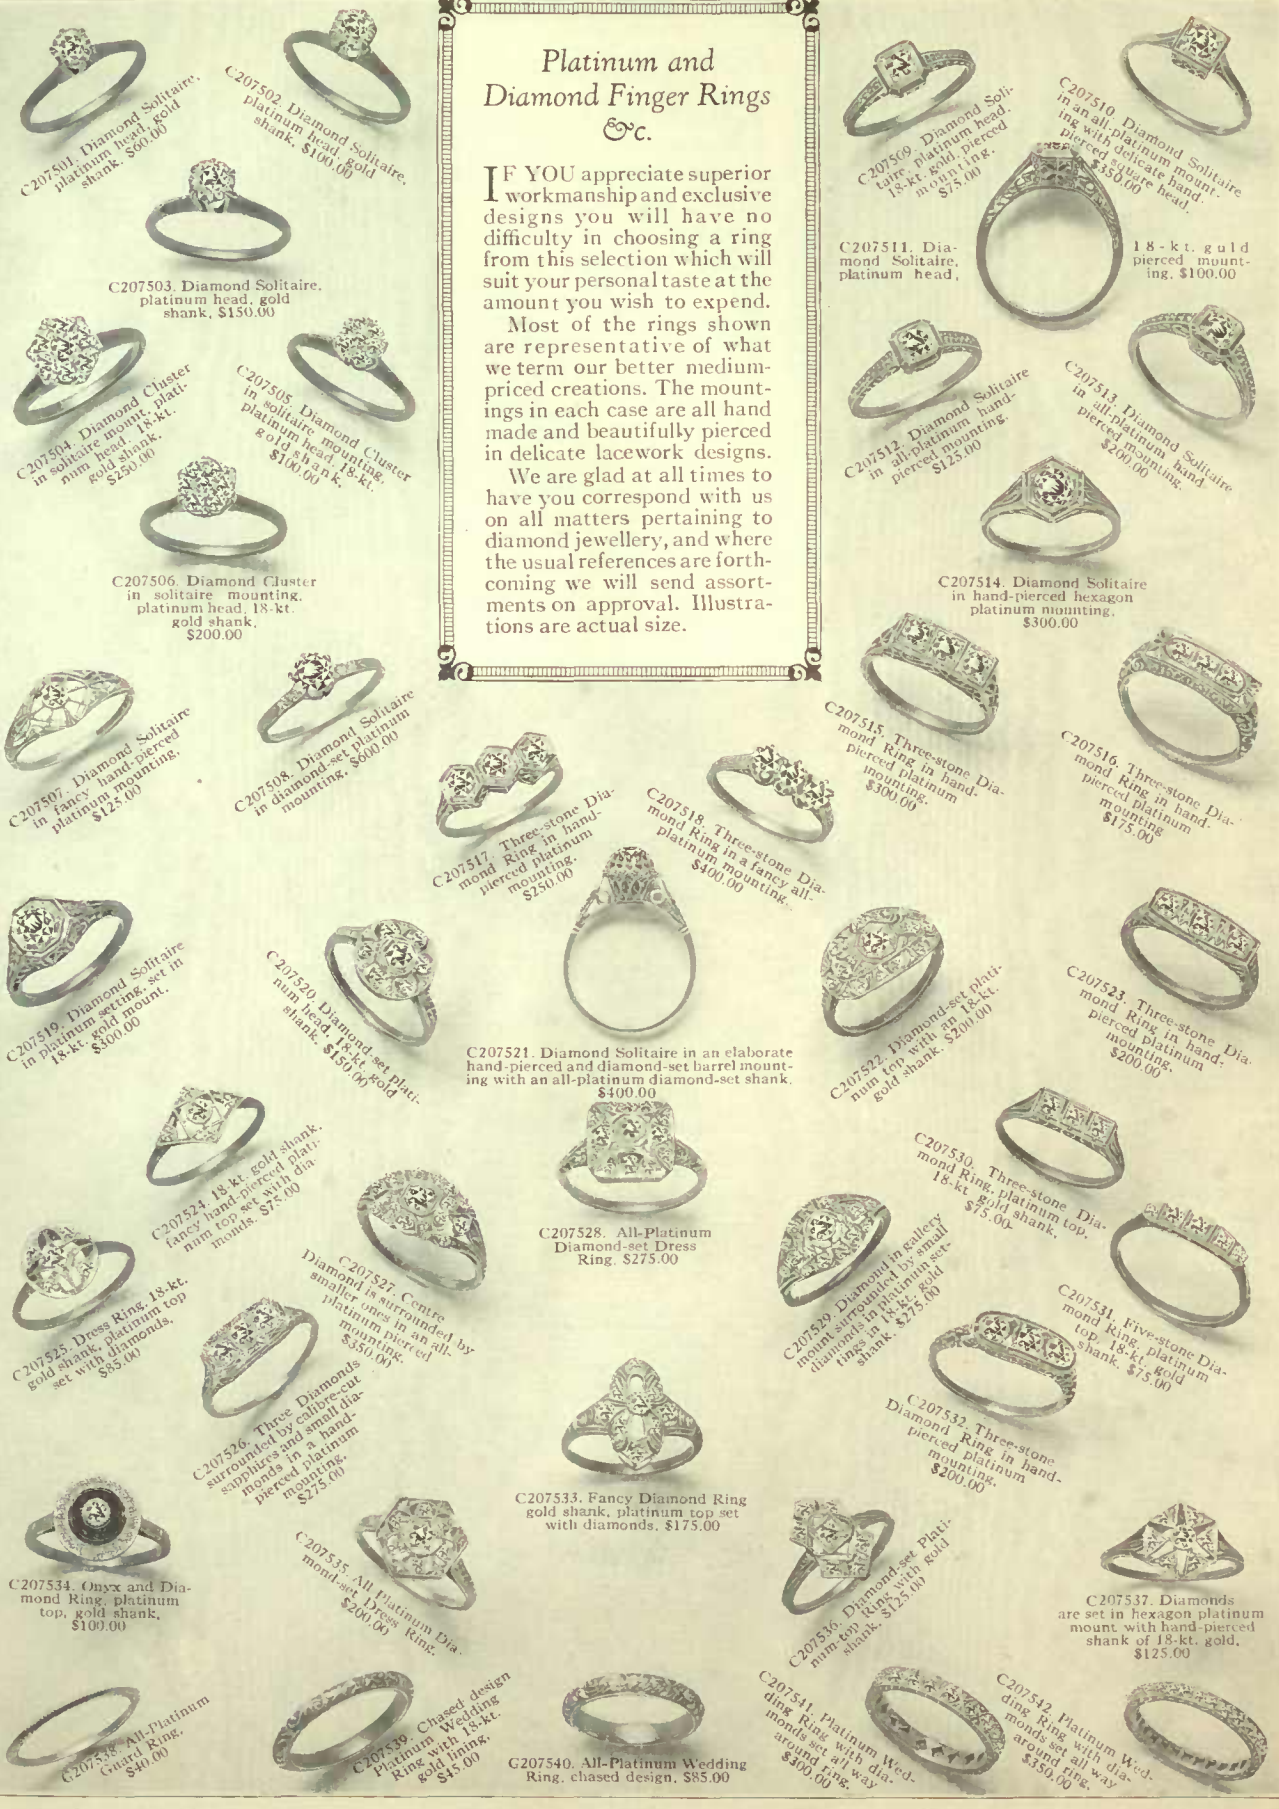 Platinum and
Diamond Finger Rings
&c.
IF YOU appreciate superior
workmanship and exclusive
designs you will have no
difficulty in choosing a ring
from this selection which will
suit your personal taste at the
amount you wish to expend.
Most of the rings shown
are representative of what
we term our better medium-
priced creations. The mount-
ings in each case are all hand
made and beautifully pierced
in delicate lacework designs.
We are glad at all times to
have you correspond with us
on all matters pertaining to
diamond jewellery, and where
the usual references are forth-
coming we will send assort-
ments on approval. Illustra-
tions are actual size.
C207501. Diamond Solitaire,
platinum head, gold
shank, $60.00
C207502. Diamond Solitaire,
platinum head, gold
shank, $100.00
C207503. Diamond Solitaire,
platinum head, gold
shank, $150.00
C207504. Diamond Cluster
in solitaire mount, plati-
num head, 18-kt.
gold shank,
$250.00
C207505. Diamond Cluster
in solitaire mounting,
platinum head, 18-kt.
gold shank,
$100.00
C207506. Diamond Cluster
in solitaire mounting,
platinum head, 18-kt.
gold shank,
$200.00
C207507. Diamond Solitaire
in fancy hand-pierced
platinum mounting,
$125.00
C207508. Diamond Solitaire
in diamond-set platinum
mounting, $600.00
C207509. Diamond Soli-
taire, platinum head,
18-kt. gold pierced
mounting,
$75.00
C207510. Diamond Solitaire
in an all-platinum mount-
ing with delicate hand-
pierced square head,
$350.00
C207511. Dia-
mond Solitaire,
platinum head,
18-kt. guld
pierced mount-
ing, $100.00
C207512. Diamond Solitaire
in all-platinum hand-
pierced mounting,
$125.00
C207513. Diamond Solitaire
in all-platinum hand-
pierced mounting,
$200.00
C207514. Diamond Solitaire
in hand-pierced hexagon
platinum mounting,
$300.00
C207515. Three-stone Dia-
mond Ring in hand-
pierced platinum
mounting,
$300.00
C207516. Three-stone Dia-
mond Ring in hand-
pierced platinum
mounting
$175.00
C207517. Three-stone Dia-
mond Ring in hand-
pierced platinum
mounting,
$250.00
C207518. Three-stone Dia-
mond Ring in a fancy all-
platinum mounting,
$400.00
C207519. Diamond Solitaire
in platinum setting, set in
18-kt. gold mount,
$300.00
C207520. Diamond-set plati-
num head, 18-kt. gold
shank, $150.00
C207521. Diamond Solitaire in an elaborate
hand-pierced and diamond-set barrel mount-
ing with an all-platinum diamond-set shank,
$400.00
C207522. Diamond-set plati-
num top with an 18-kt.
gold shank, $200.00
C207523. Three-stone Dia-
mond Ring in hand-
pierced platinum
mounting,
$200.00
C207524. 18-kt. gold shank,
fancy hand-pierced plati-
num top set with dia-
monds, $75.00
C207525. Dress Ring, 18-kt.
gold shank, platinum top
set with diamonds,
$85.00
C207526. Three Diamonds
surrounded by calibre-cut
sapphires and small dia-
monds in a hand-
pierced platinum
mounting,
$275.00
C207527. Centre
Diamond is surrounded by
smaller ones in an all-
platinum pierced
mounting,
$350.00
C207528. All-Platinum
Diamond-set Dress
Ring, $275.00
C207529. Diamond in gallery
mount surrounded by small
diamonds in platinum set-
tings in 18-kt. gold
shank, $275.00
C207530. Three-stone Dia-
mond Ring, platinum top,
18-kt gold shank,
$75.00
C207531. Five-stone Dia-
mond Ring, platinum
top, 18-kt. gold
shank, $75.00
C207532. Three-stone
Diamond Ring in hand-
pierced platinum
mounting,
$200.00
C207533. Fancy Diamond Ring
gold shank, platinum top set
with diamonds, $175.00
C207534. Onyx and Dia-
mond Ring, platinum
top, gold shank,
$100.00
C207535. All Platinum Dia-
mond-set Dress Ring,
$200.00
C207536. Diamond-set Plati-
num-top Ring with gold
shank, $125.00
C207537. Diamonds
are set in hexagon platinum
mount with hand-pierced
shank of 18-kt. gold,
$125.00
C207538. All-Platinum
Guard Ring,
$40.00
C207539. Chased design
Platinum Wedding
Ring with 18-kt.
gold lining,
$45.00
G207540. All-Platinum Wedding
Ring, chased design, $85.00
C207541. Platinum Wed-
ding Ring with dia-
monds set all way
around ring,
$300.00
C207542. Platinum Wed-
ding Ring with dia-
monds set all way
around ring,
$350.00